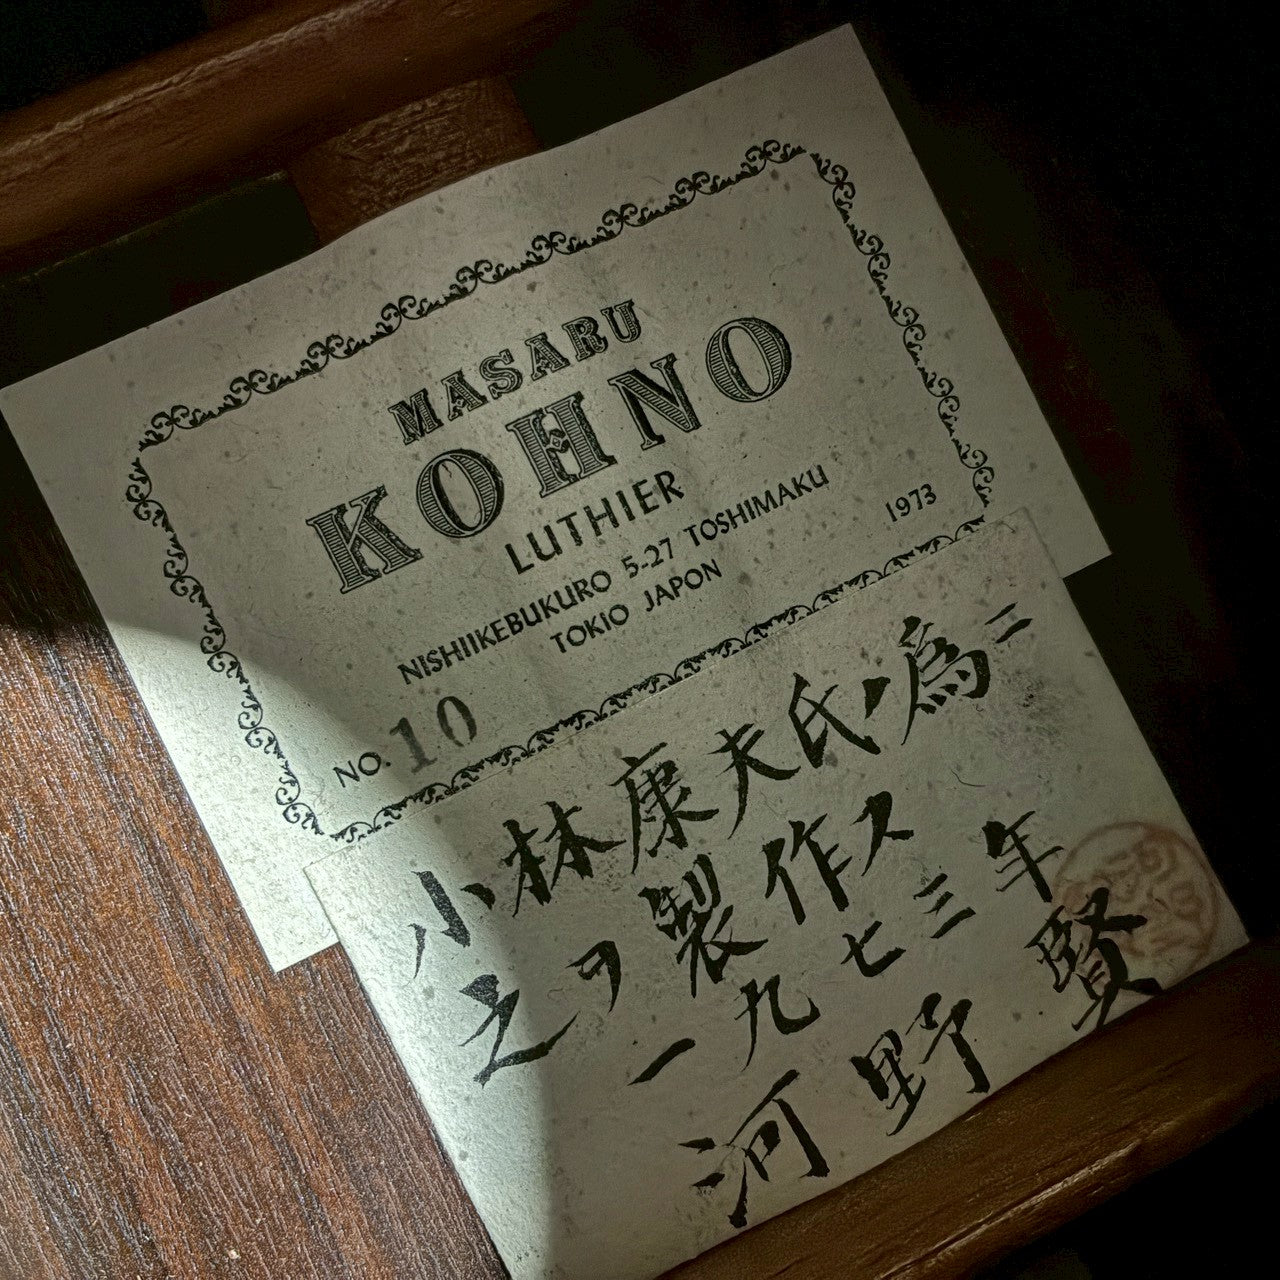 MASARU
KOHNO
LUTHIER
NISHIIKEBUKURO 5-27 TOSHIMAKU
TOKIO JAPON
1973
NO. 10
小林康夫氏ノ為ニ
之ヲ製作ス
一九七三年
河野賢